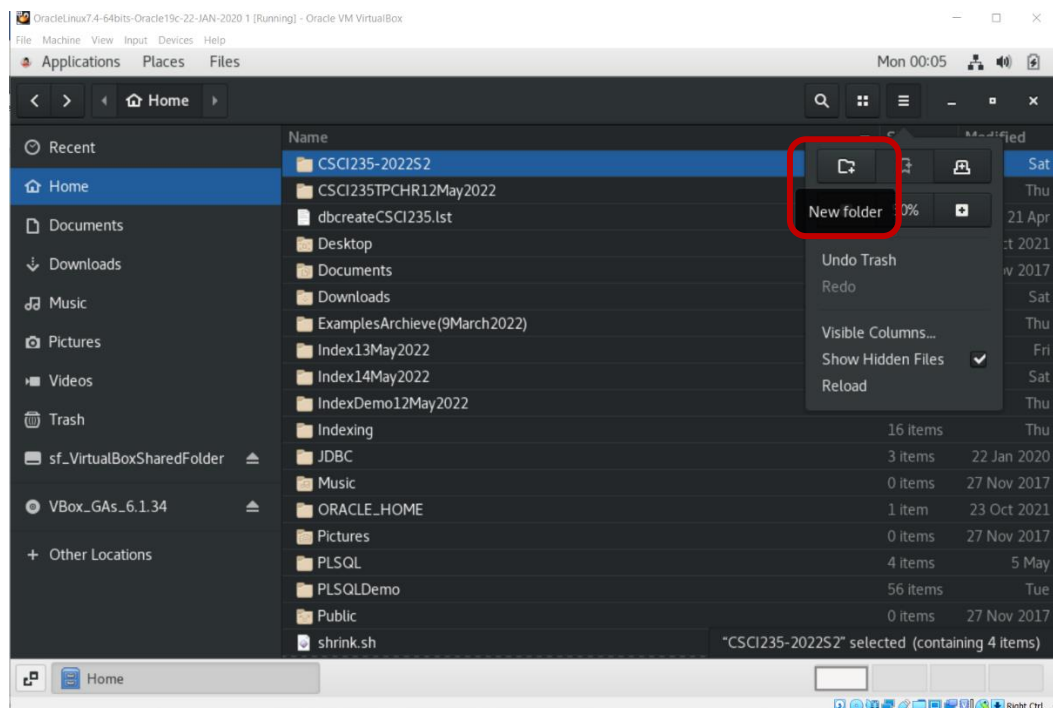 OracleLinux7.4-64bits-Oracle19c-22-JAN-2020 1 [Running] - Oracle VM VirtualBox
File Machine View Input Devices Help
Applications Places Files Mon 00:05
Home
Name Modified
Recent
Home
Documents
Downloads
Music
Pictures
Videos
Trash
sf_VirtualBoxSharedFolder
VBox_GAs_6.1.34
+ Other Locations
CSCI235-2022S2 Sat
CSCI235TPCHR12May2022 Thu
dbcreateCSCI235.lst 21 Apr
Desktop 2021
Documents 2017
Downloads Sat
ExamplesArchieve(9March2022) Thu
Index13May2022 Fri
Index14May2022 Sat
IndexDemo12May2022 Thu
Indexing 16 items Thu
JDBC 3 items 22 Jan 2020
Music 0 items 27 Nov 2017
ORACLE_HOME 1 item 23 Oct 2021
Pictures 0 items 27 Nov 2017
PLSQL 4 items 5 May
PLSQLDemo 56 items Tue
Public 0 items 27 Nov 2017
shrink.sh
New folder
Undo Trash
Redo
Visible Columns...
Show Hidden Files
Reload
"CSCI235-2022S2" selected (containing 4 items)
Home
Right Ctrl